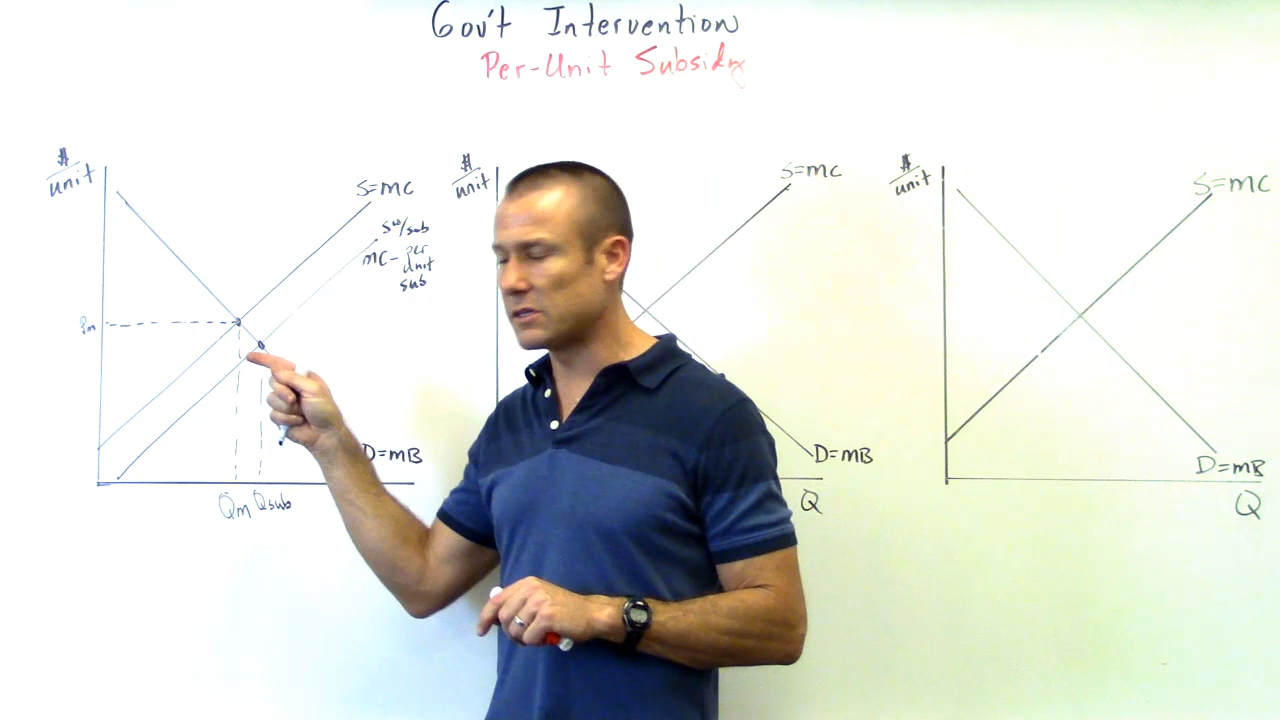 Gov't Intervention
Per-Unit Subsidy
$/unit
S=MC
S w/sub
MC-per
unit
sub
Pm
D=MB
Qm Qsub
$/unit
S=MC
D=MB
Q
$/unit
S=MC
D=MB
Q